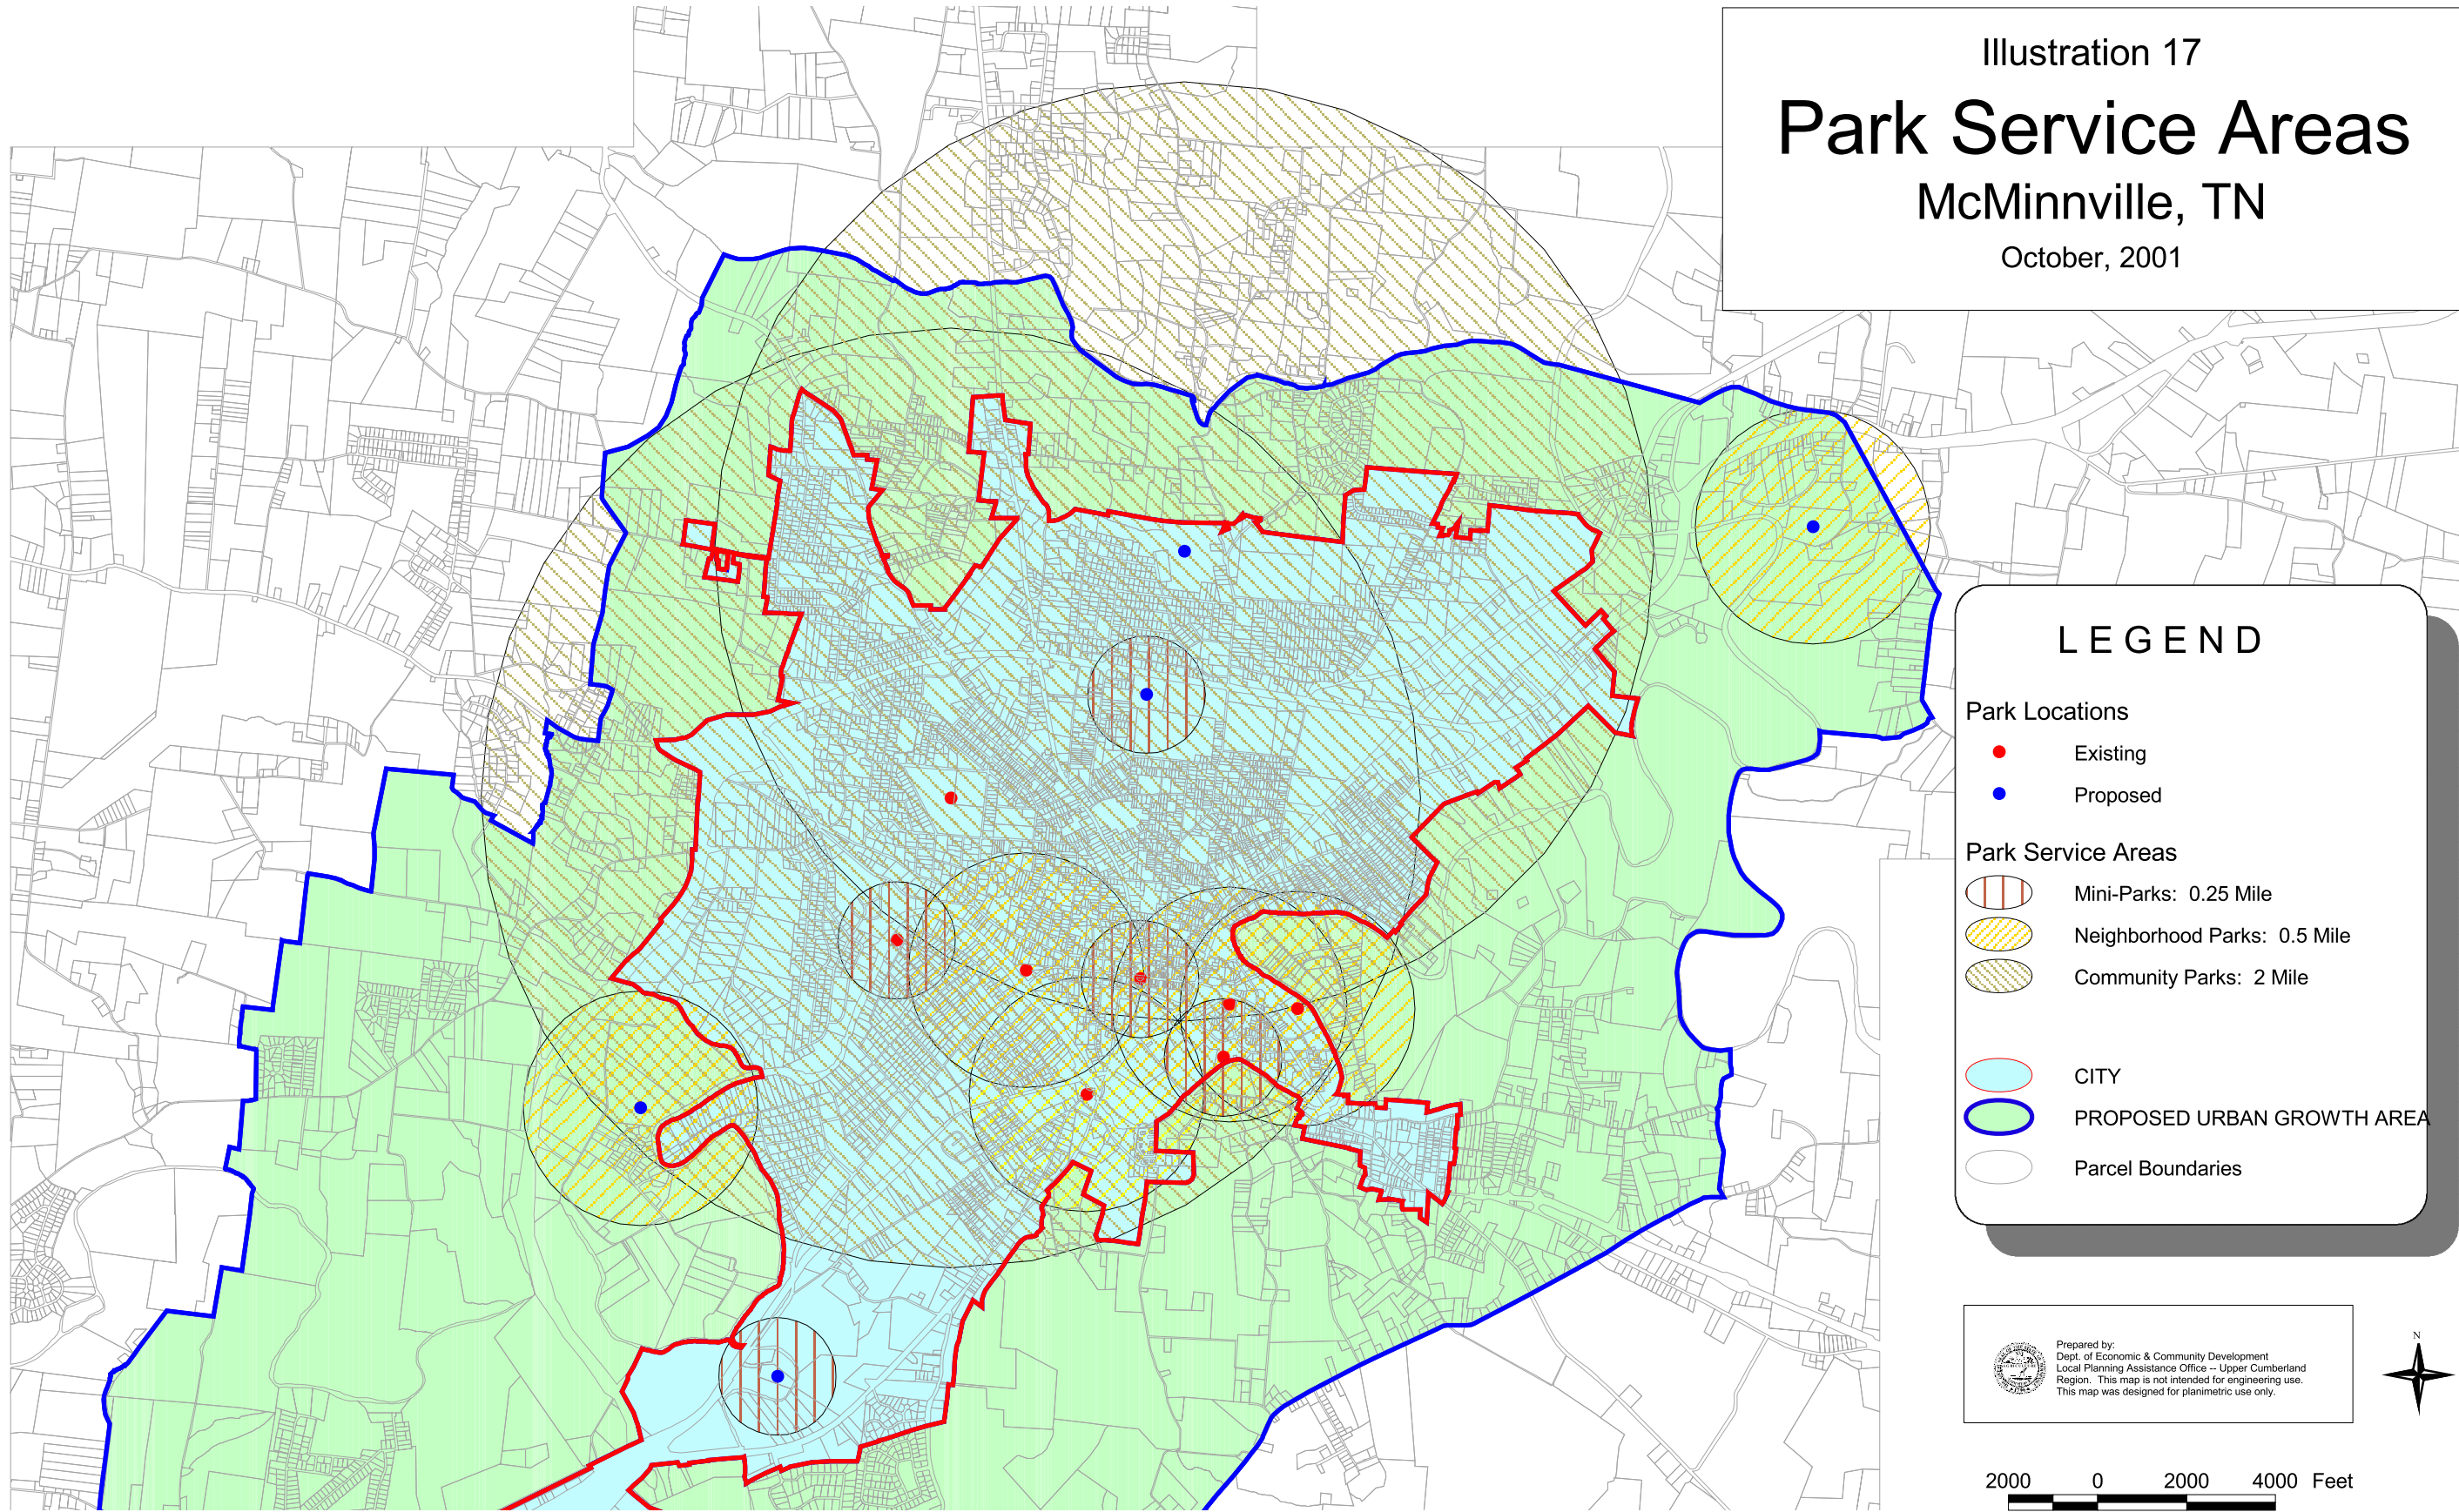 Illustration 17
Park Service Areas
McMinnville, TN
October, 2001
LEGEND
Park Locations
Existing
Proposed
Park Service Areas
Mini-Parks: 0.25 Mile
Neighborhood Parks: 0.5 Mile
Community Parks: 2 Mile
CITY
PROPOSED URBAN GROWTH AREA
Parcel Boundaries
Prepared by:
Dept. of Economic & Community Development
Local Planning Assistance Office -- Upper Cumberland
Region. This map is not intended for engineering use.
This map was designed for planimetric use only.
N
2000 0 2000 4000 Feet